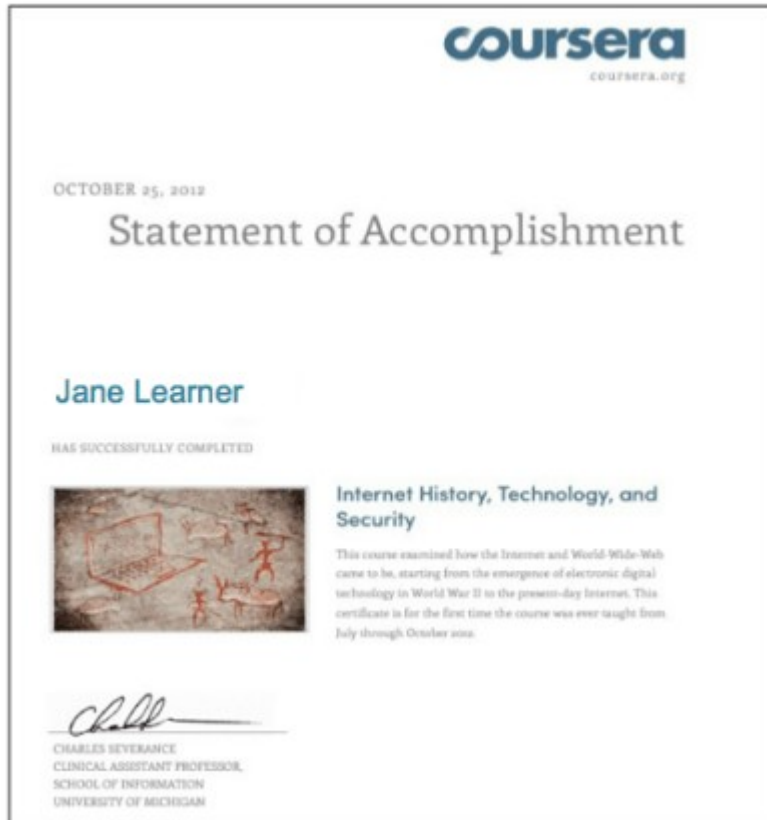 coursera
coursera.org
OCTOBER 25, 2012
Statement of Accomplishment
Jane Learner
HAS SUCCESSFULLY COMPLETED
Internet History, Technology, and
Security
This course examined how the Internet and World-Wide-Web
came to be, starting from the emergence of electronic digital
technology in World War II to the present-day Internet. This
certificate is for the first time the course was ever taught from
July through October 2012.
CHARLES SEVERANCE
CLINICAL ASSISTANT PROFESSOR,
SCHOOL OF INFORMATION
UNIVERSITY OF MICHIGAN